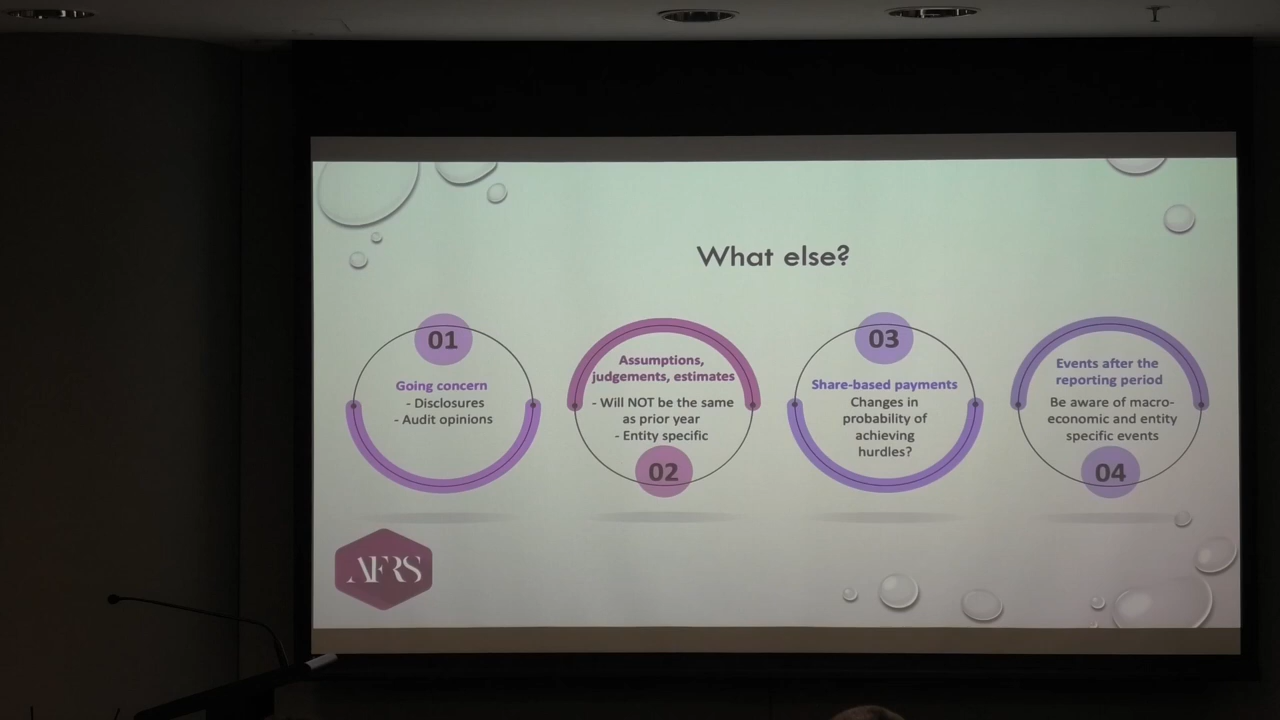 What else?
01
Going concern
- Disclosures
- Audit opinions
Assumptions,
judgements, estimates
- Will NOT be the same
as prior year
- Entity specific
02
03
Share-based payments
Changes in
probability of
achieving
hurdles?
Events after the
reporting period
Be aware of macro-
economic and entity
specific events
04
AFRS